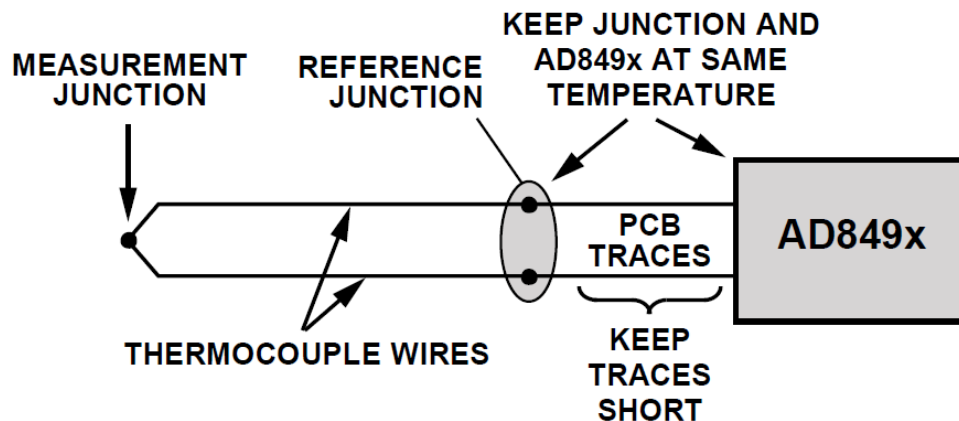 MEASUREMENT
JUNCTION
REFERENCE
JUNCTION
KEEP JUNCTION AND
AD849x AT SAME
TEMPERATURE
PCB
TRACES
AD849x
THERMOCOUPLE WIRES
KEEP
TRACES
SHORT